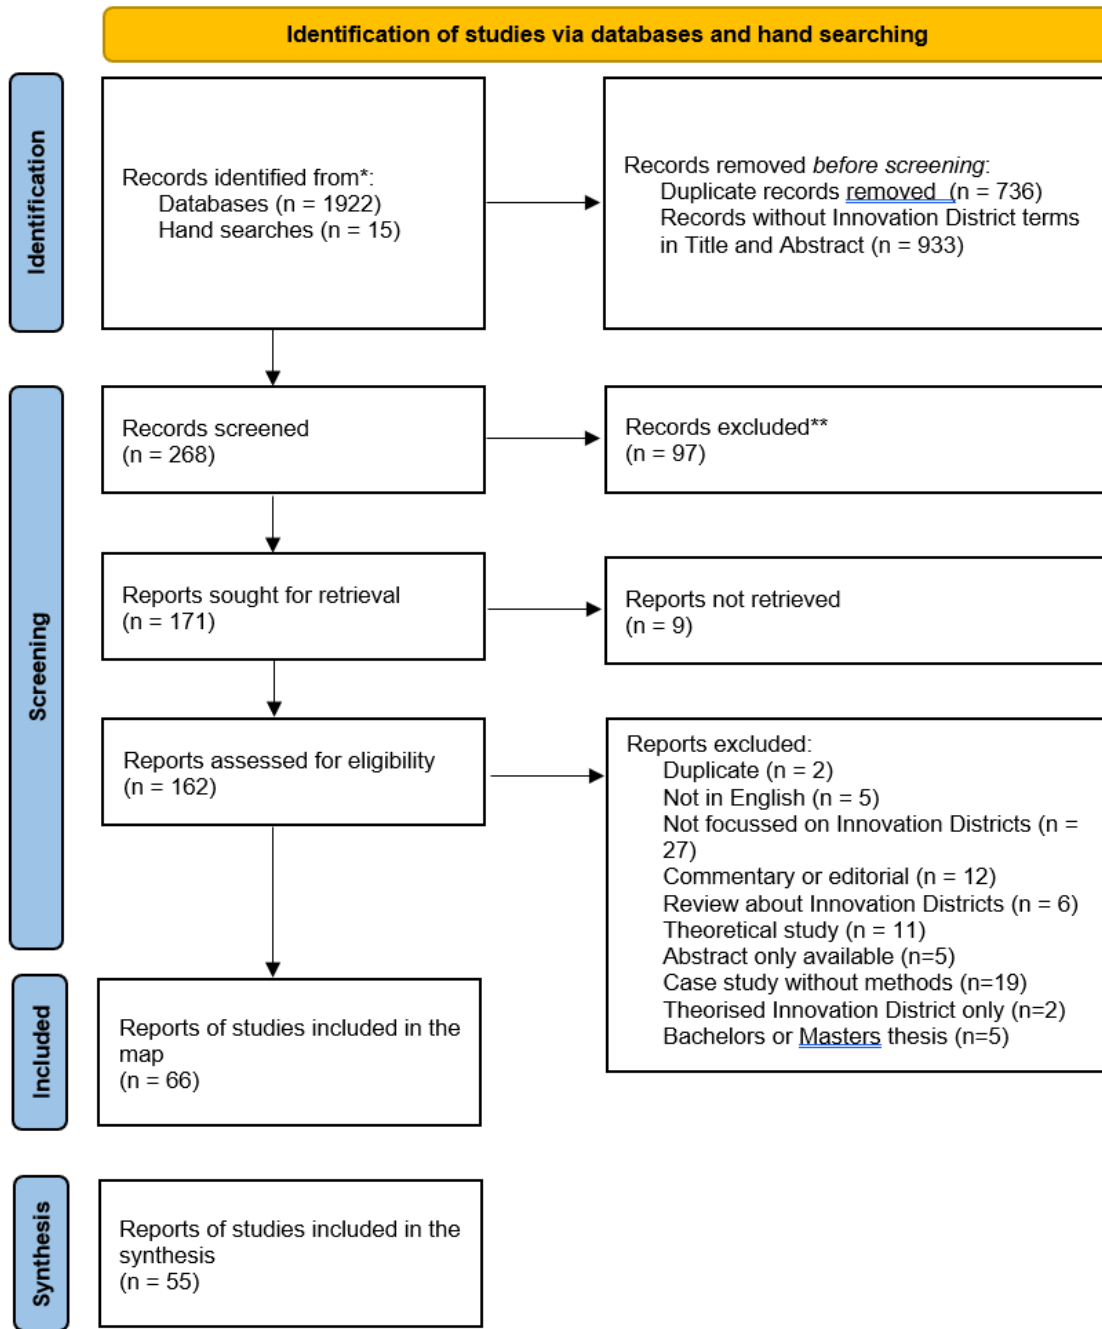 Identification of studies via databases and hand searching
Identification
Records identified from*:
Databases (n = 1922)
Hand searches (n = 15)
Records removed before screening:
Duplicate records removed  (n = 736)
Records without Innovation District terms
in Title and Abstract (n = 933)
Screening
Records screened
(n = 268)
Records excluded**
(n = 97)
Reports sought for retrieval
(n = 171)
Reports not retrieved
(n = 9)
Reports assessed for eligibility
(n = 162)
Reports excluded:
Duplicate (n = 2)
Not in English (n = 5)
Not focussed on Innovation Districts (n =
27)
Commentary or editorial (n = 12)
Review about Innovation Districts (n = 6)
Theoretical study (n = 11)
Abstract only available (n=5)
Case study without methods (n=19)
Theorised Innovation District only (n=2)
Bachelors or Masters thesis (n=5)
Included
Reports of studies included in the
map
(n = 66)
Synthesis
Reports of studies included in the
synthesis
(n = 55)